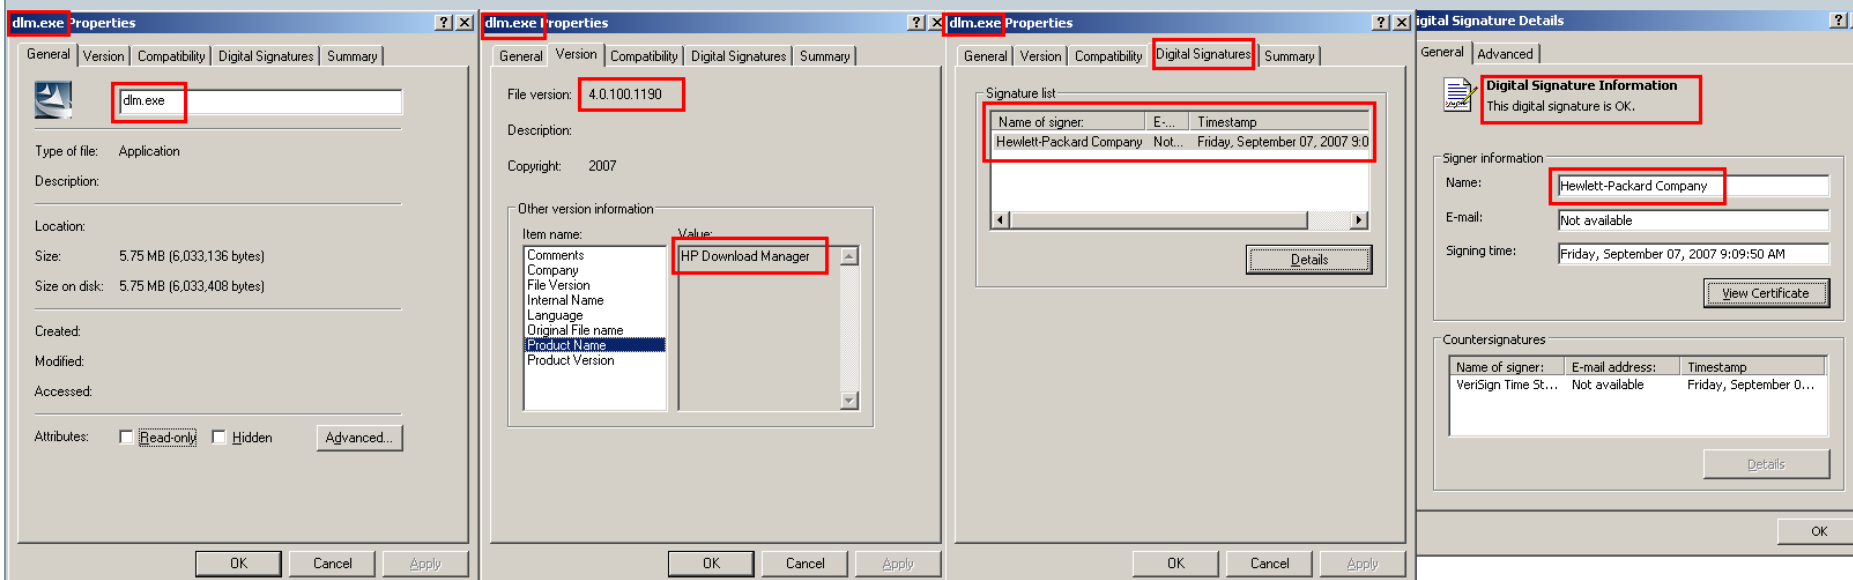 dlm.exe Properties
General Version Compatibility Digital Signatures Summary
dlm.exe
Type of file: Application
Description:
Location:
Size: 5.75 MB (6,033,136 bytes)
Size on disk: 5.75 MB (6,033,408 bytes)
Created:
Modified:
Accessed:
Attributes: Read-only Hidden Advanced...
OK Cancel Apply
dlm.exe Properties
General Version Compatibility Digital Signatures Summary
File version: 4.0.100.1190
Description:
Copyright: 2007
Other version information
Item name: Value:
Comments HP Download Manager
Company
File Version
Internal Name
Language
Original File name
Product Name
Product Version
OK Cancel Apply
dlm.exe Properties
General Version Compatibility Digital Signatures Summary
Signature list
Name of signer: E-... Timestamp
Hewlett-Packard Company Not... Friday, September 07, 2007 9:0
Details
OK Cancel Apply
igital Signature Details
General Advanced
Digital Signature Information
This digital signature is OK.
Signer information
Name: Hewlett-Packard Company
E-mail: Not available
Signing time: Friday, September 07, 2007 9:09:50 AM
View Certificate
Countersignatures
Name of signer: E-mail address: Timestamp
VeriSign Time St... Not available Friday, September 0...
Details
OK